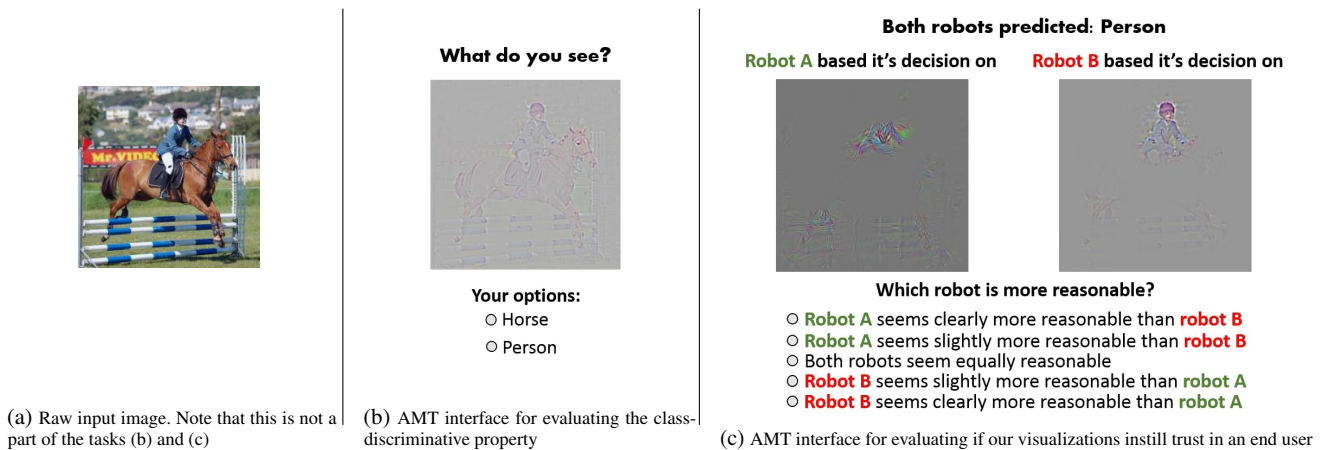 Mr.VIDEO
(a) Raw input image. Note that this is not a
part of the tasks (b) and (c)
What do you see?
Your options:
Horse
Person
(b) AMT interface for evaluating the class-
discriminative property
Both robots predicted: Person
Robot A based it's decision on
Robot B based it's decision on
Which robot is more reasonable?
Robot A seems clearly more reasonable than robot B
Robot A seems slightly more reasonable than robot B
Both robots seem equally reasonable
Robot B seems slightly more reasonable than robot A
Robot B seems clearly more reasonable than robot A
(c) AMT interface for evaluating if our visualizations instill trust in an end user